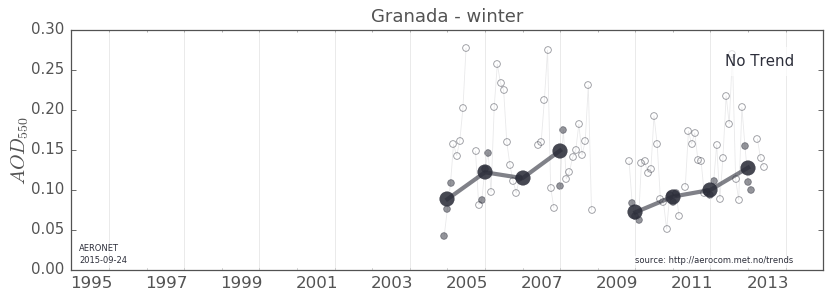 Granada - winter
0.30
0.25
0.20
0.15
0.10
0.05
0.00
AOD550
No Trend
AERONET
2015-09-24
source: http://aerocom.met.no/trends
1995 1997 1999 2001 2003 2005 2007 2009 2011 2013